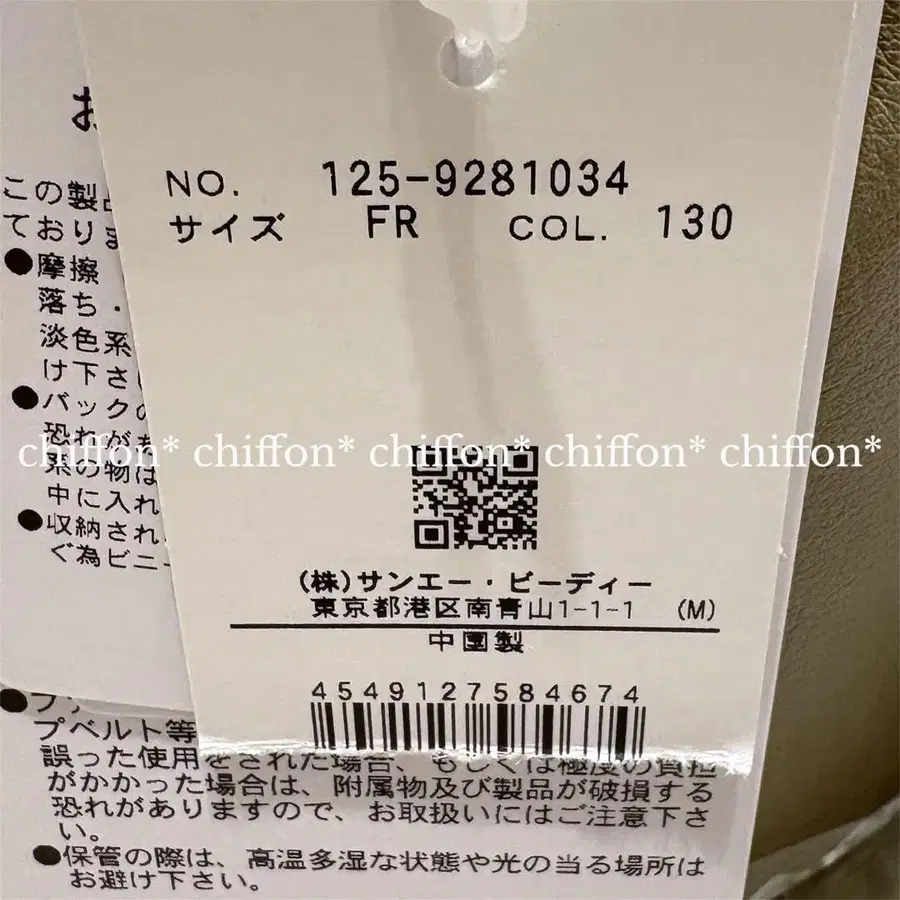 NO. 125-9281034
サイズ FR COL. 130
(株)サンエー・ビーディー
東京都港区南青山1-1-1 (M)
中国製
4549127584674
お
この製品
ておりま
●摩擦
落ち・
淡色系
け下さい
●バックの
恐れがあ
系の物は
中に入れ
●収納され
ぐ為ビニー
プベルト等
誤った使用をされた場合、もしくは極度の負担
がかかった場合は、附属物及び製品が破損する
恐れがありますので、お取扱いにはご注意下さ
い。
●保管の際は、高温多湿な状態や光の当る場所は
お避け下さい。
chiffon* chiffon* chiffon* chiffon* chiffon*